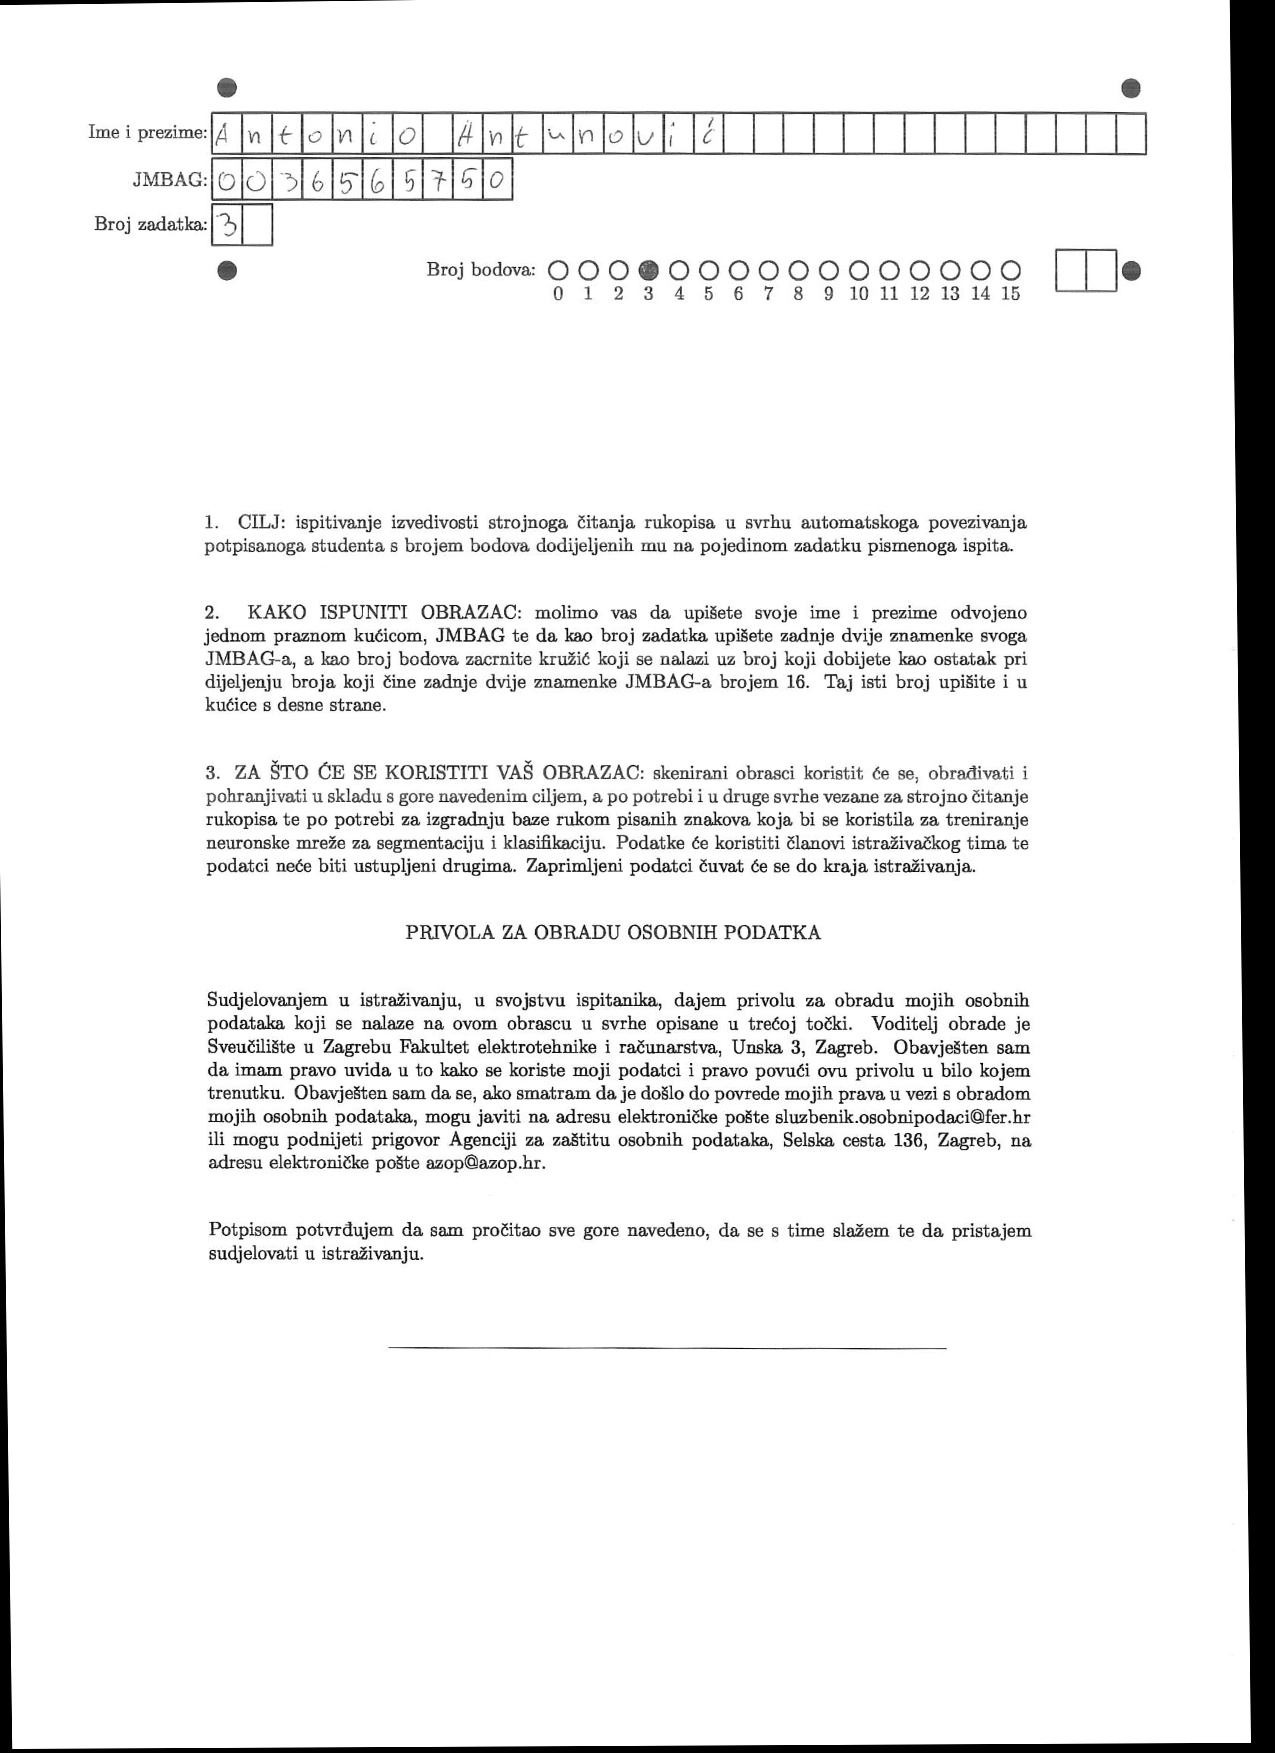 Ime i prezime: Antonio Antunović
JMBAG: 0036565750
Broj zadatka: 3
Broj bodova:
0 1 2 3 4 5 6 7 8 9 10 11 12 13 14 15
1. CILJ: ispitivanje izvedivosti strojnoga čitanja rukopisa u svrhu automatskoga povezivanja
potpisanoga studenta s brojem bodova dodijeljenih mu na pojedinom zadatku pismenoga ispita.
2. KAKO ISPUNITI OBRAZAC: molimo vas da upišete svoje ime i prezime odvojeno
jednom praznom kućicom, JMBAG te da kao broj zadatka upišete zadnje dvije znamenke svoga
JMBAG-a, a kao broj bodova zacrnite kružić koji se nalazi uz broj koji dobijete kao ostatak pri
dijeljenju broja koji čine zadnje dvije znamenke JMBAG-a brojem 16. Taj isti broj upišite i u
kućice s desne strane.
3. ZA ŠTO ĆE SE KORISTITI VAŠ OBRAZAC: skenirani obrasci koristit će se, obrađivati i
pohranjivati u skladu s gore navedenim ciljem, a po potrebi i u druge svrhe vezane za strojno čitanje
rukopisa te po potrebi za izgradnju baze rukom pisanih znakova koja bi se koristila za treniranje
neuronske mreže za segmentaciju i klasifikaciju. Podatke će koristiti članovi istraživačkog tima te
podatci neće biti ustupljeni drugima. Zaprimljeni podatci čuvat će se do kraja istraživanja.
PRIVOLA ZA OBRADU OSOBNIH PODATKA
Sudjelovanjem u istraživanju, u svojstvu ispitanika, dajem privolu za obradu mojih osobnih
podataka koji se nalaze na ovom obrascu u svrhe opisane u trećoj točki. Voditelj obrade je
Sveučilište u Zagrebu Fakultet elektrotehnike i računarstva, Unska 3, Zagreb. Obavješten sam
da imam pravo uvida u to kako se koriste moji podatci i pravo povući ovu privolu u bilo kojem
trenutku. Obavješten sam da se, ako smatram da je došlo do povrede mojih prava u vezi s obradom
mojih osobnih podataka, mogu javiti na adresu elektroničke pošte sluzbenik.osobnipodaci@fer.hr
ili mogu podnijeti prigovor Agenciji za zaštitu osobnih podataka, Selska cesta 136, Zagreb, na
adresu elektroničke pošte azop@azop.hr.
Potpisom potvrđujem da sam pročitao sve gore navedeno, da se s time slažem te da pristajem
sudjelovati u istraživanju.